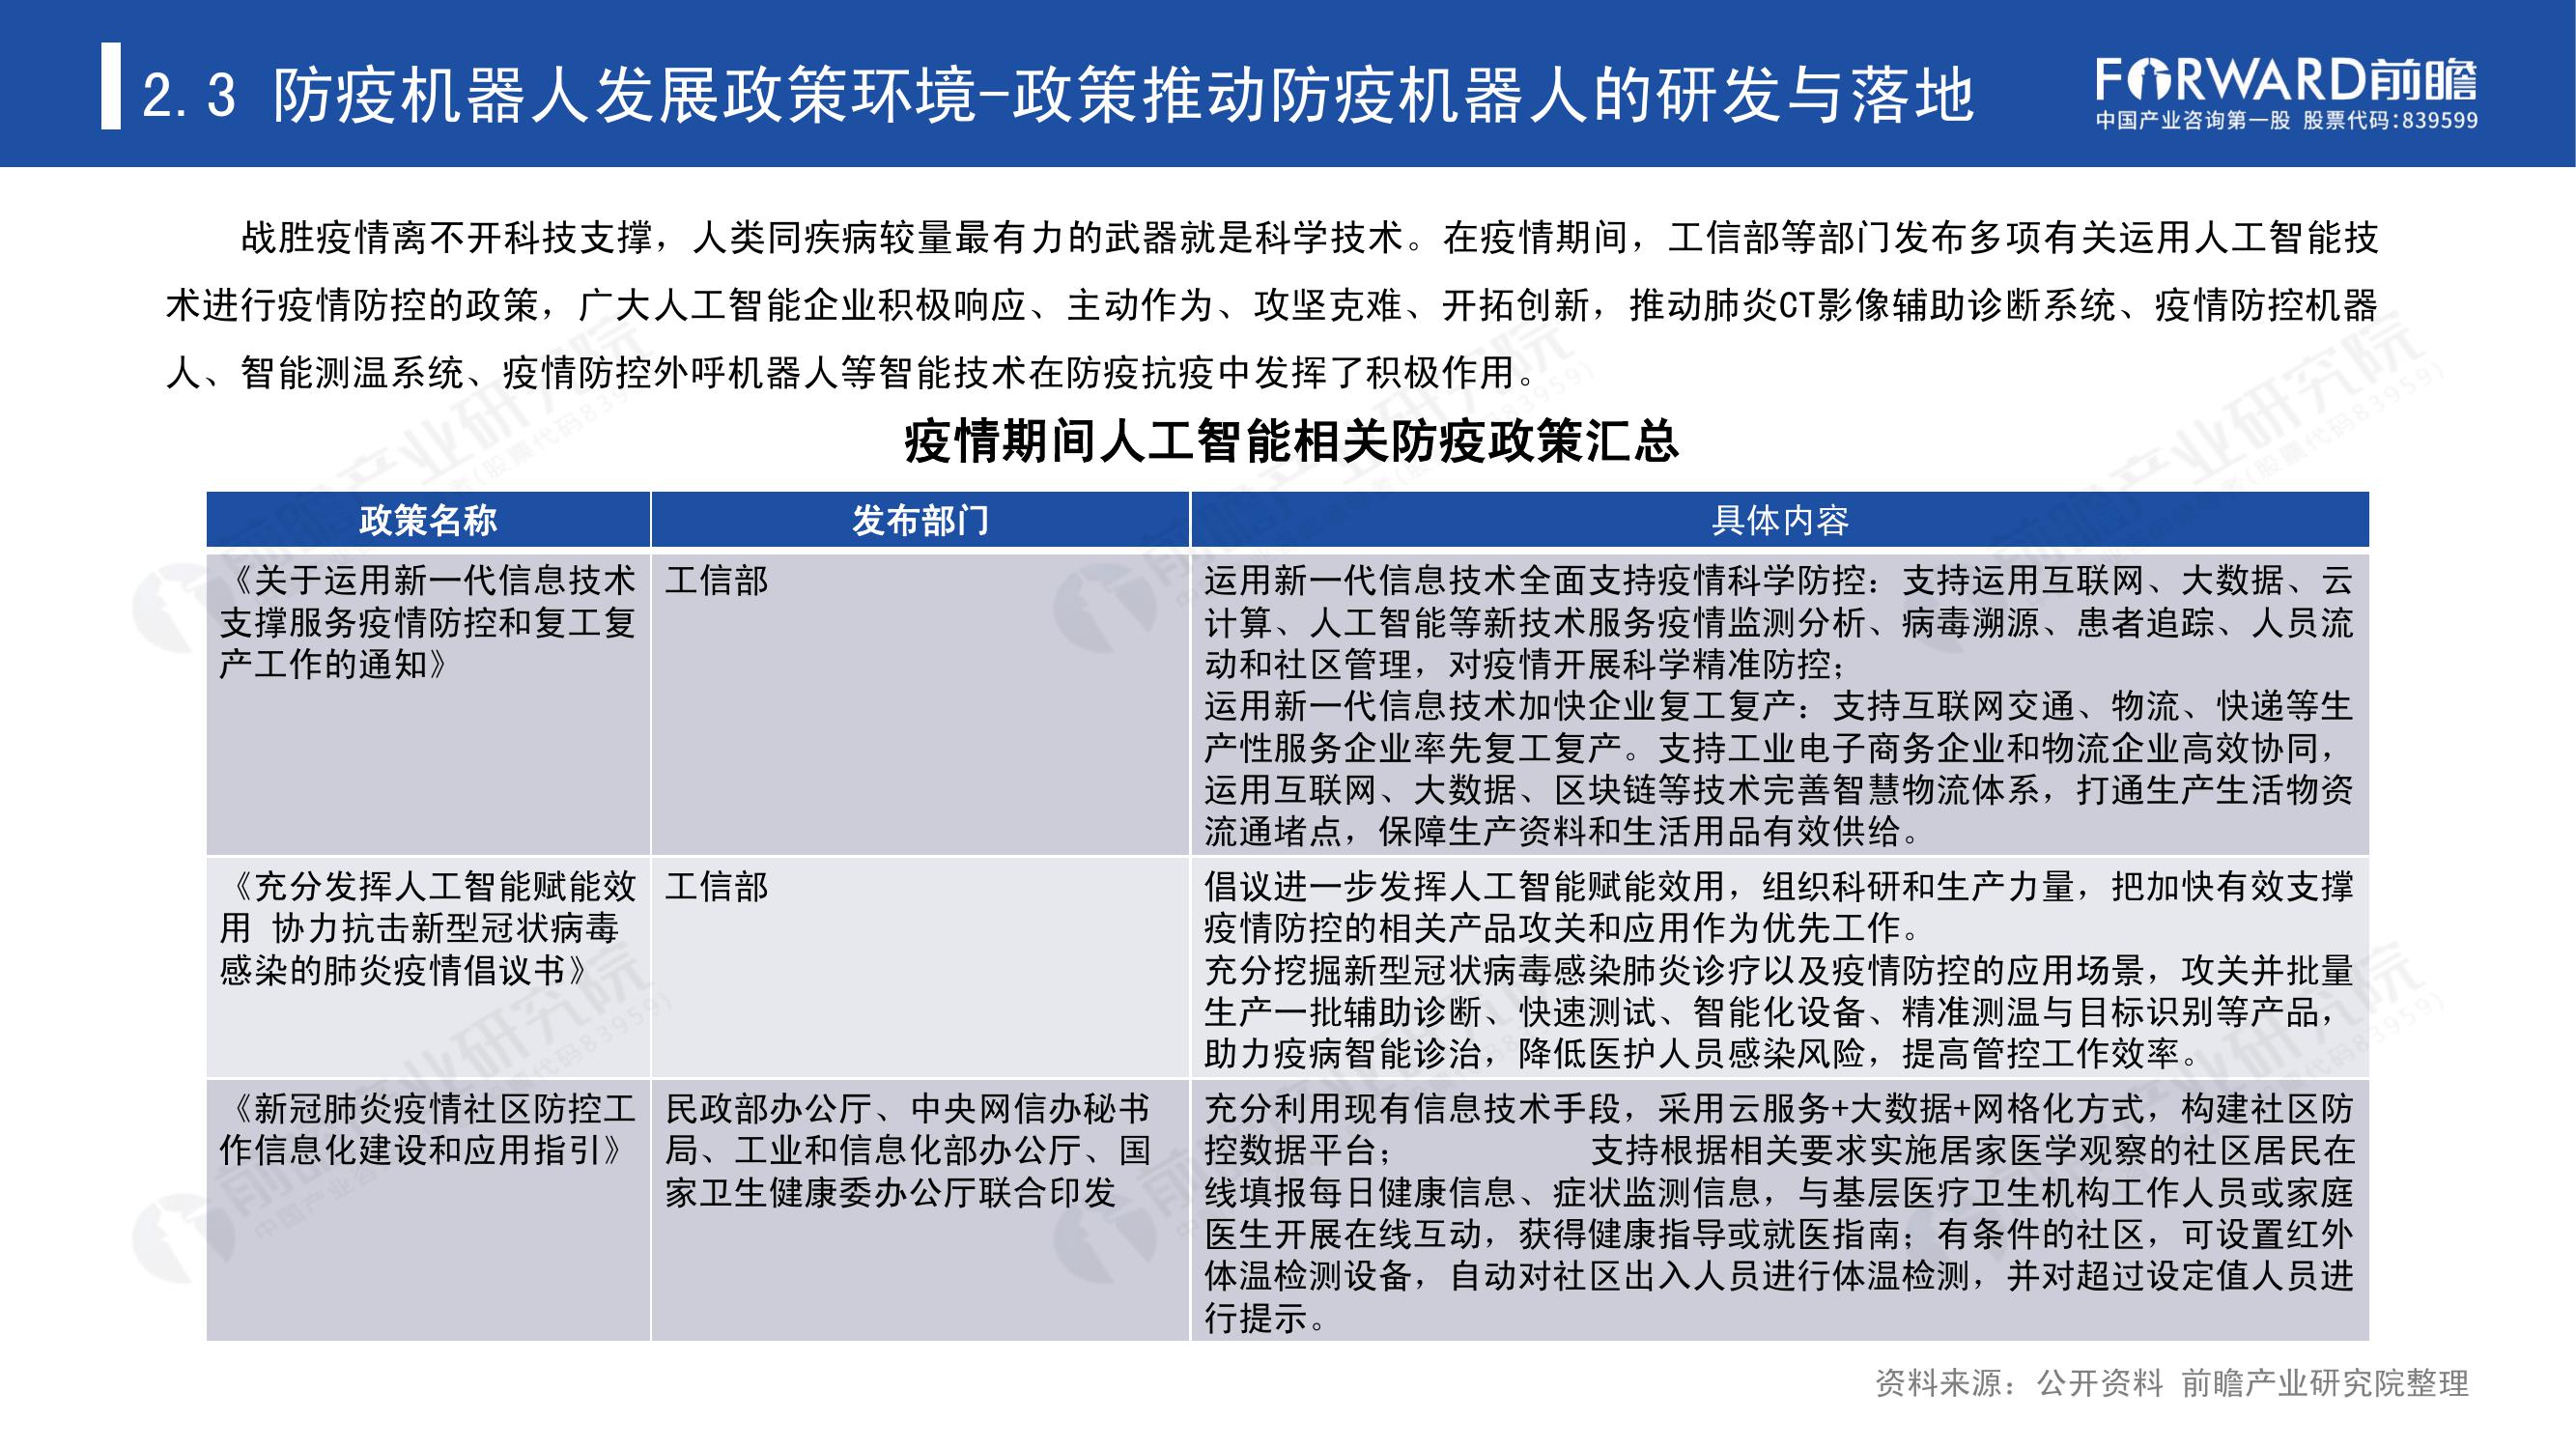 2.3 防疫机器人发展政策环境-政策推动防疫机器人的研发与落地
FORWARD前瞻
中国产业咨询第一股 股票代码:839599
战胜疫情离不开科技支撑，人类同疾病较量最有力的武器就是科学技术。在疫情期间，工信部等部门发布多项有关运用人工智能技
术进行疫情防控的政策，广大人工智能企业积极响应、主动作为、攻坚克难、开拓创新，推动肺炎CT影像辅助诊断系统、疫情防控机器
人、智能测温系统、疫情防控外呼机器人等智能技术在防疫抗疫中发挥了积极作用。
疫情期间人工智能相关防疫政策汇总
政策名称
发布部门
具体内容
《关于运用新一代信息技术
支撑服务疫情防控和复工复
产工作的通知》
工信部
运用新一代信息技术全面支持疫情科学防控：支持运用互联网、大数据、云
计算、人工智能等新技术服务疫情监测分析、病毒溯源、患者追踪、人员流
动和社区管理，对疫情开展科学精准防控；
运用新一代信息技术加快企业复工复产：支持互联网交通、物流、快递等生
产性服务企业率先复工复产。支持工业电子商务企业和物流企业高效协同，
运用互联网、大数据、区块链等技术完善智慧物流体系，打通生产生活物资
流通堵点，保障生产资料和生活用品有效供给。
《充分发挥人工智能赋能效
用 协力抗击新型冠状病毒
感染的肺炎疫情倡议书》
工信部
倡议进一步发挥人工智能赋能效用，组织科研和生产力量，把加快有效支撑
疫情防控的相关产品攻关和应用作为优先工作。
充分挖掘新型冠状病毒感染肺炎诊疗以及疫情防控的应用场景，攻关并批量
生产一批辅助诊断、快速测试、智能化设备、精准测温与目标识别等产品，
助力疫病智能诊治，降低医护人员感染风险，提高管控工作效率。
《新冠肺炎疫情社区防控工
作信息化建设和应用指引》
民政部办公厅、中央网信办秘书
局、工业和信息化部办公厅、国
家卫生健康委办公厅联合印发
充分利用现有信息技术手段，采用云服务+大数据+网格化方式，构建社区防
控数据平台； 支持根据相关要求实施居家医学观察的社区居民在
线填报每日健康信息、症状监测信息，与基层医疗卫生机构工作人员或家庭
医生开展在线互动，获得健康指导或就医指南；有条件的社区，可设置红外
体温检测设备，自动对社区出入人员进行体温检测，并对超过设定值人员进
行提示。
资料来源：公开资料 前瞻产业研究院整理